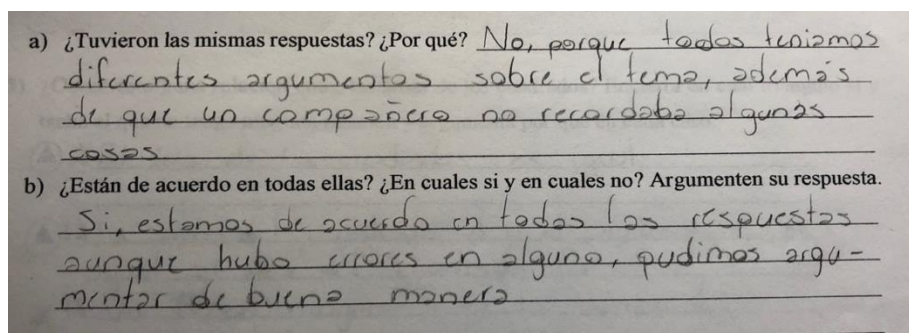 a) ¿Tuvieron las mismas respuestas? ¿Por qué? No, porque todos teniamos
diferentes argumentos sobre el tema, además
de que un compañero no recordaba algunas
cosas
b) ¿Están de acuerdo en todas ellas? ¿En cuales si y en cuales no? Argumenten su respuesta.
Si, estamos de acuerdo en todas las respuestas
aunque hubo errores en alguna, pudimos argu-
mentar de buena manera